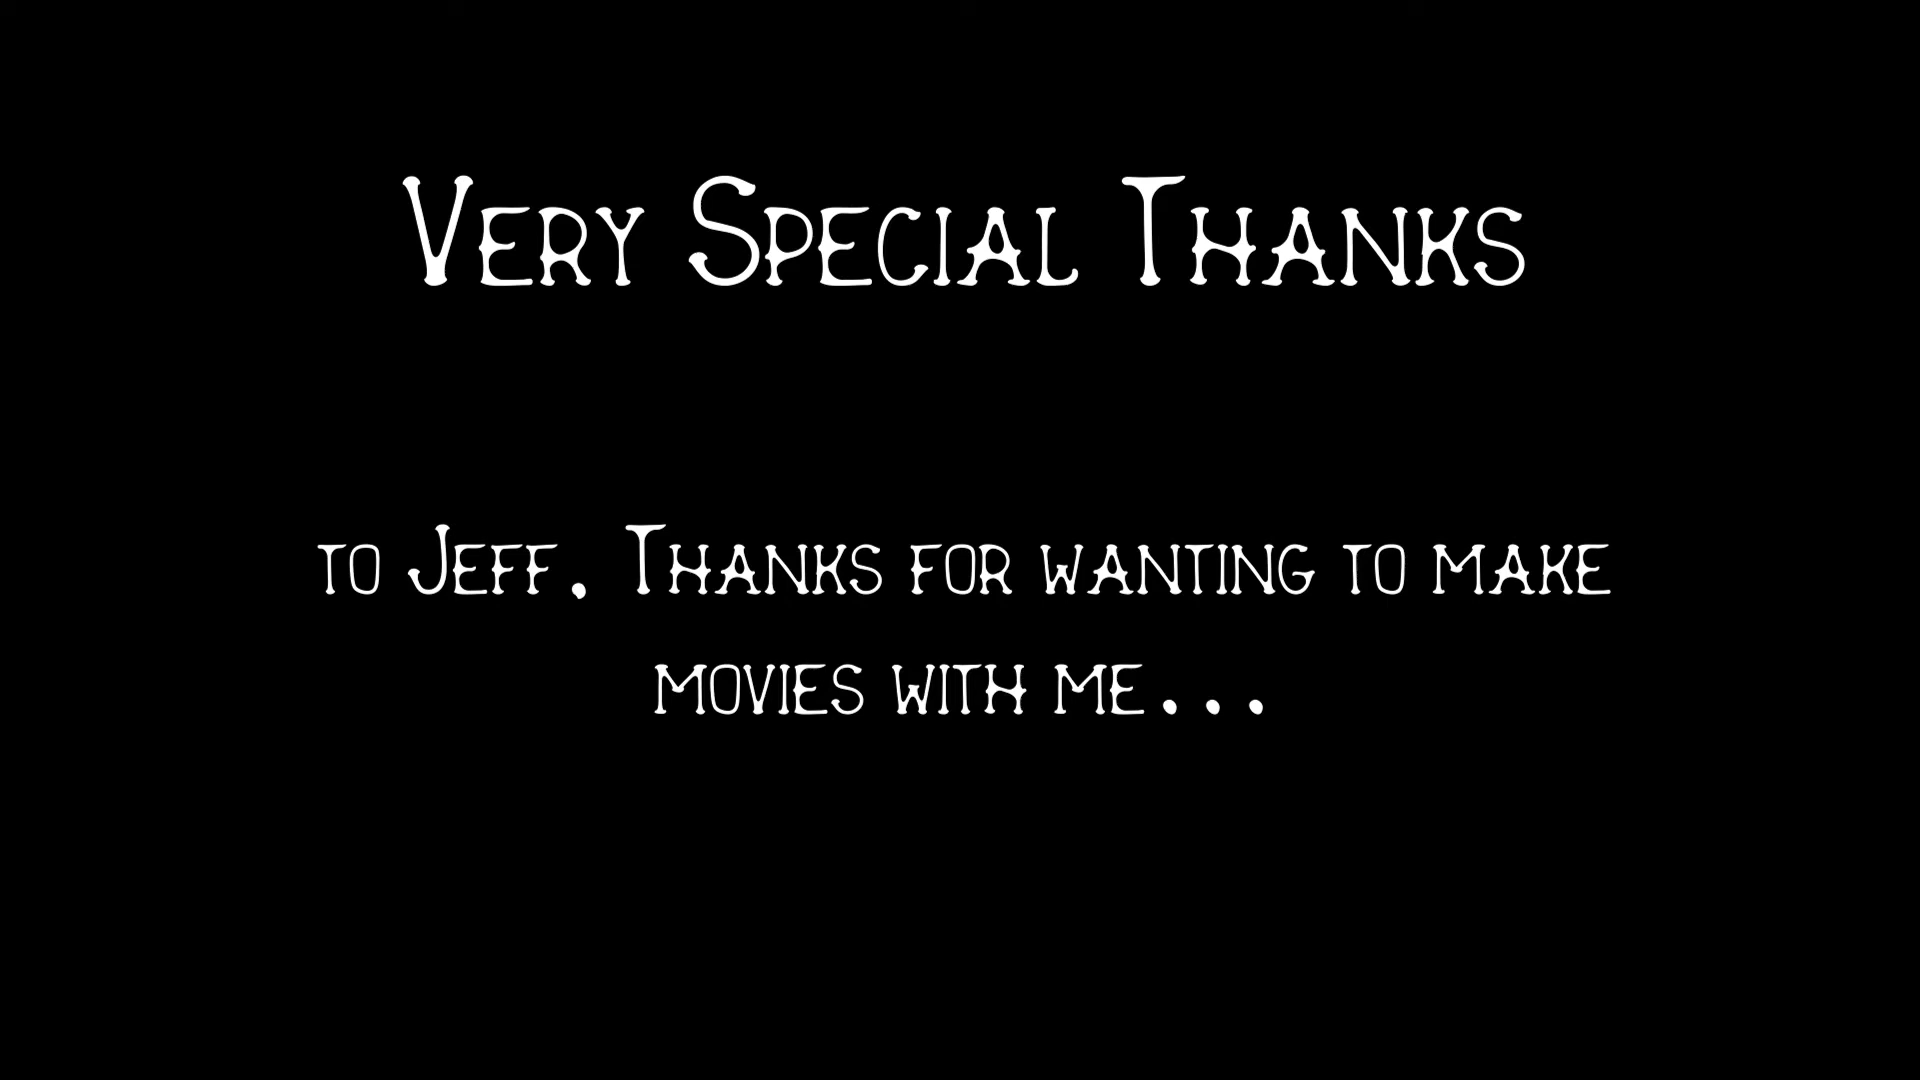 Very Special Thanks
to Jeff. Thanks for wanting to make
movies with me...